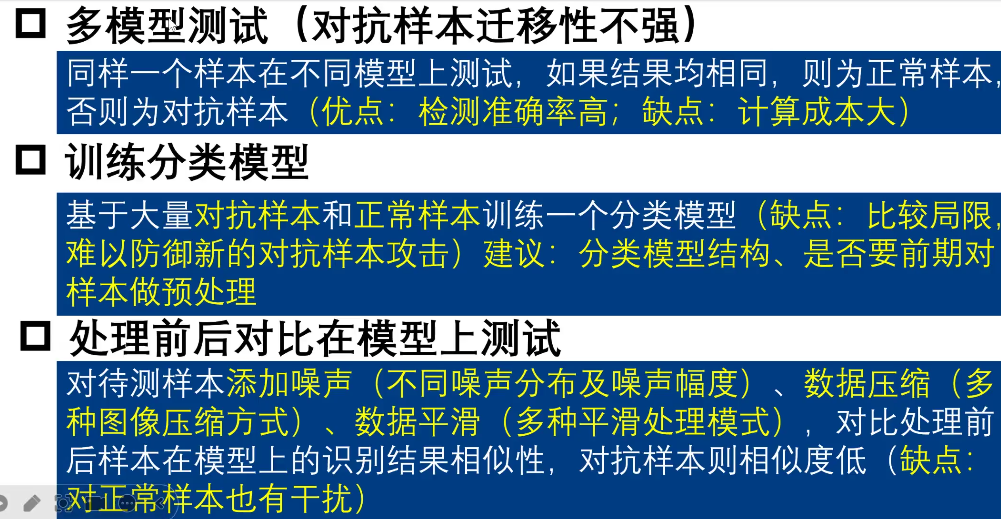 多模型测试（对抗样本迁移性不强）
同样一个样本在不同模型上测试，如果结果均相同，则为正常样本，
否则为对抗样本（优点：检测准确率高；缺点：计算成本大）
训练分类模型
基于大量对抗样本和正常样本训练一个分类模型（缺点：比较局限，
难以防御新的对抗样本攻击）建议：分类模型结构、是否要前期对
样本做预处理
处理前后对比在模型上测试
对待测样本添加噪声（不同噪声分布及噪声幅度）、数据压缩（多
种图像压缩方式）、数据平滑（多种平滑处理模式），对比处理前
后样本在模型上的识别结果相似性，对抗样本则相似度低（缺点：
对正常样本也有干扰）